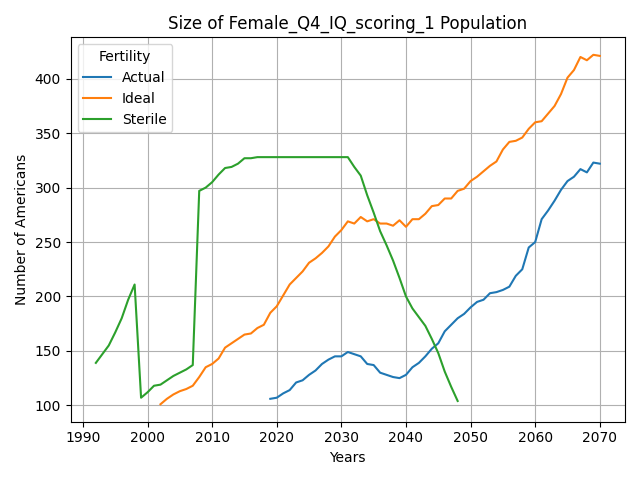 Size of Female_Q4_IQ_scoring_1 Population
Fertility
Actual
Ideal
Sterile
Number of Americans
400
350
300
250
200
150
100
1990 2000 2010 2020 2030 2040 2050 2060 2070
Years